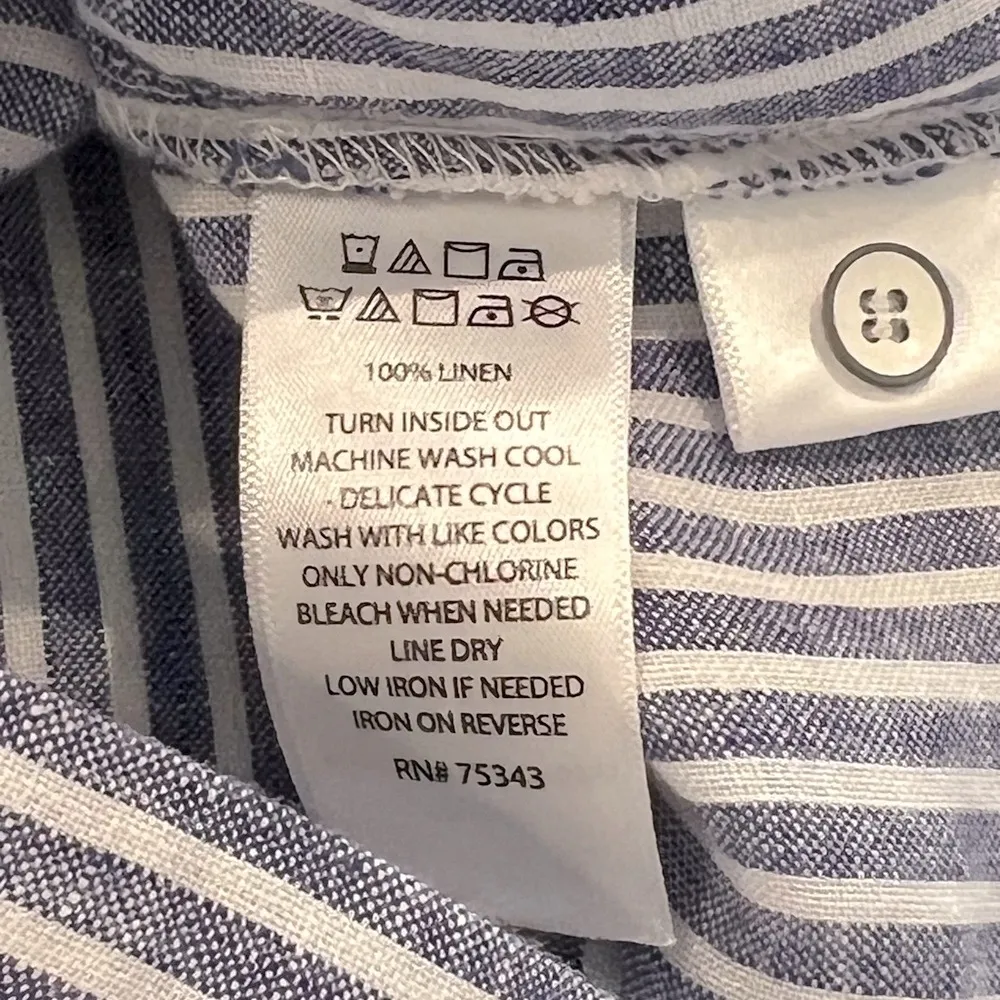 100% LINEN
TURN INSIDE OUT
MACHINE WASH COOL
- DELICATE CYCLE
WASH WITH LIKE COLORS
ONLY NON-CHLORINE
BLEACH WHEN NEEDED
LINE DRY
LOW IRON IF NEEDED
IRON ON REVERSE
RN# 75343